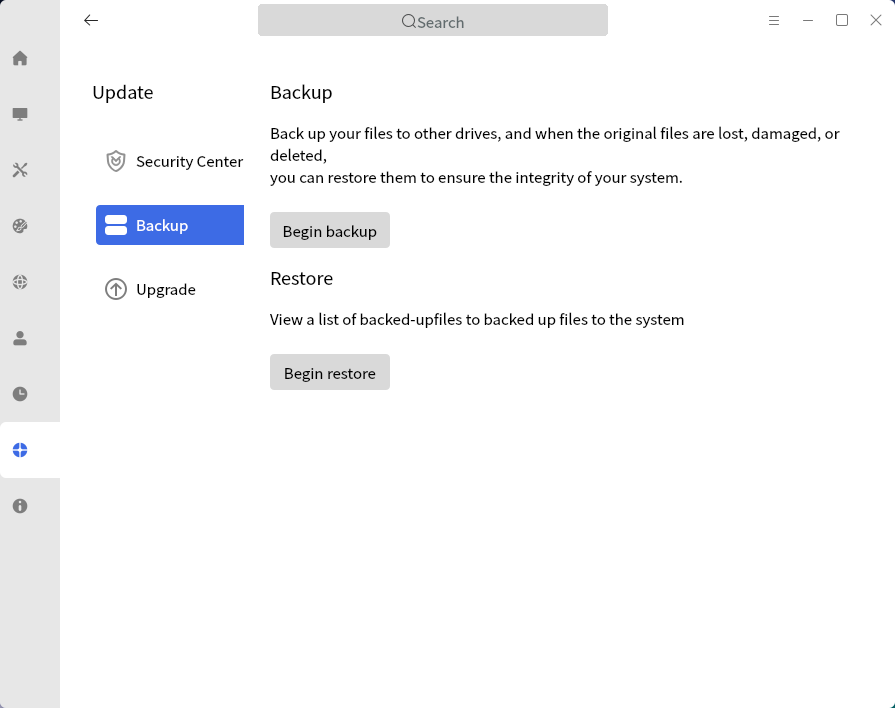 Search
Update
Security Center
Backup
Upgrade
Backup
Back up your files to other drives, and when the original files are lost, damaged, or
deleted,
you can restore them to ensure the integrity of your system.
Begin backup
Restore
View a list of backed-upfiles to backed up files to the system
Begin restore